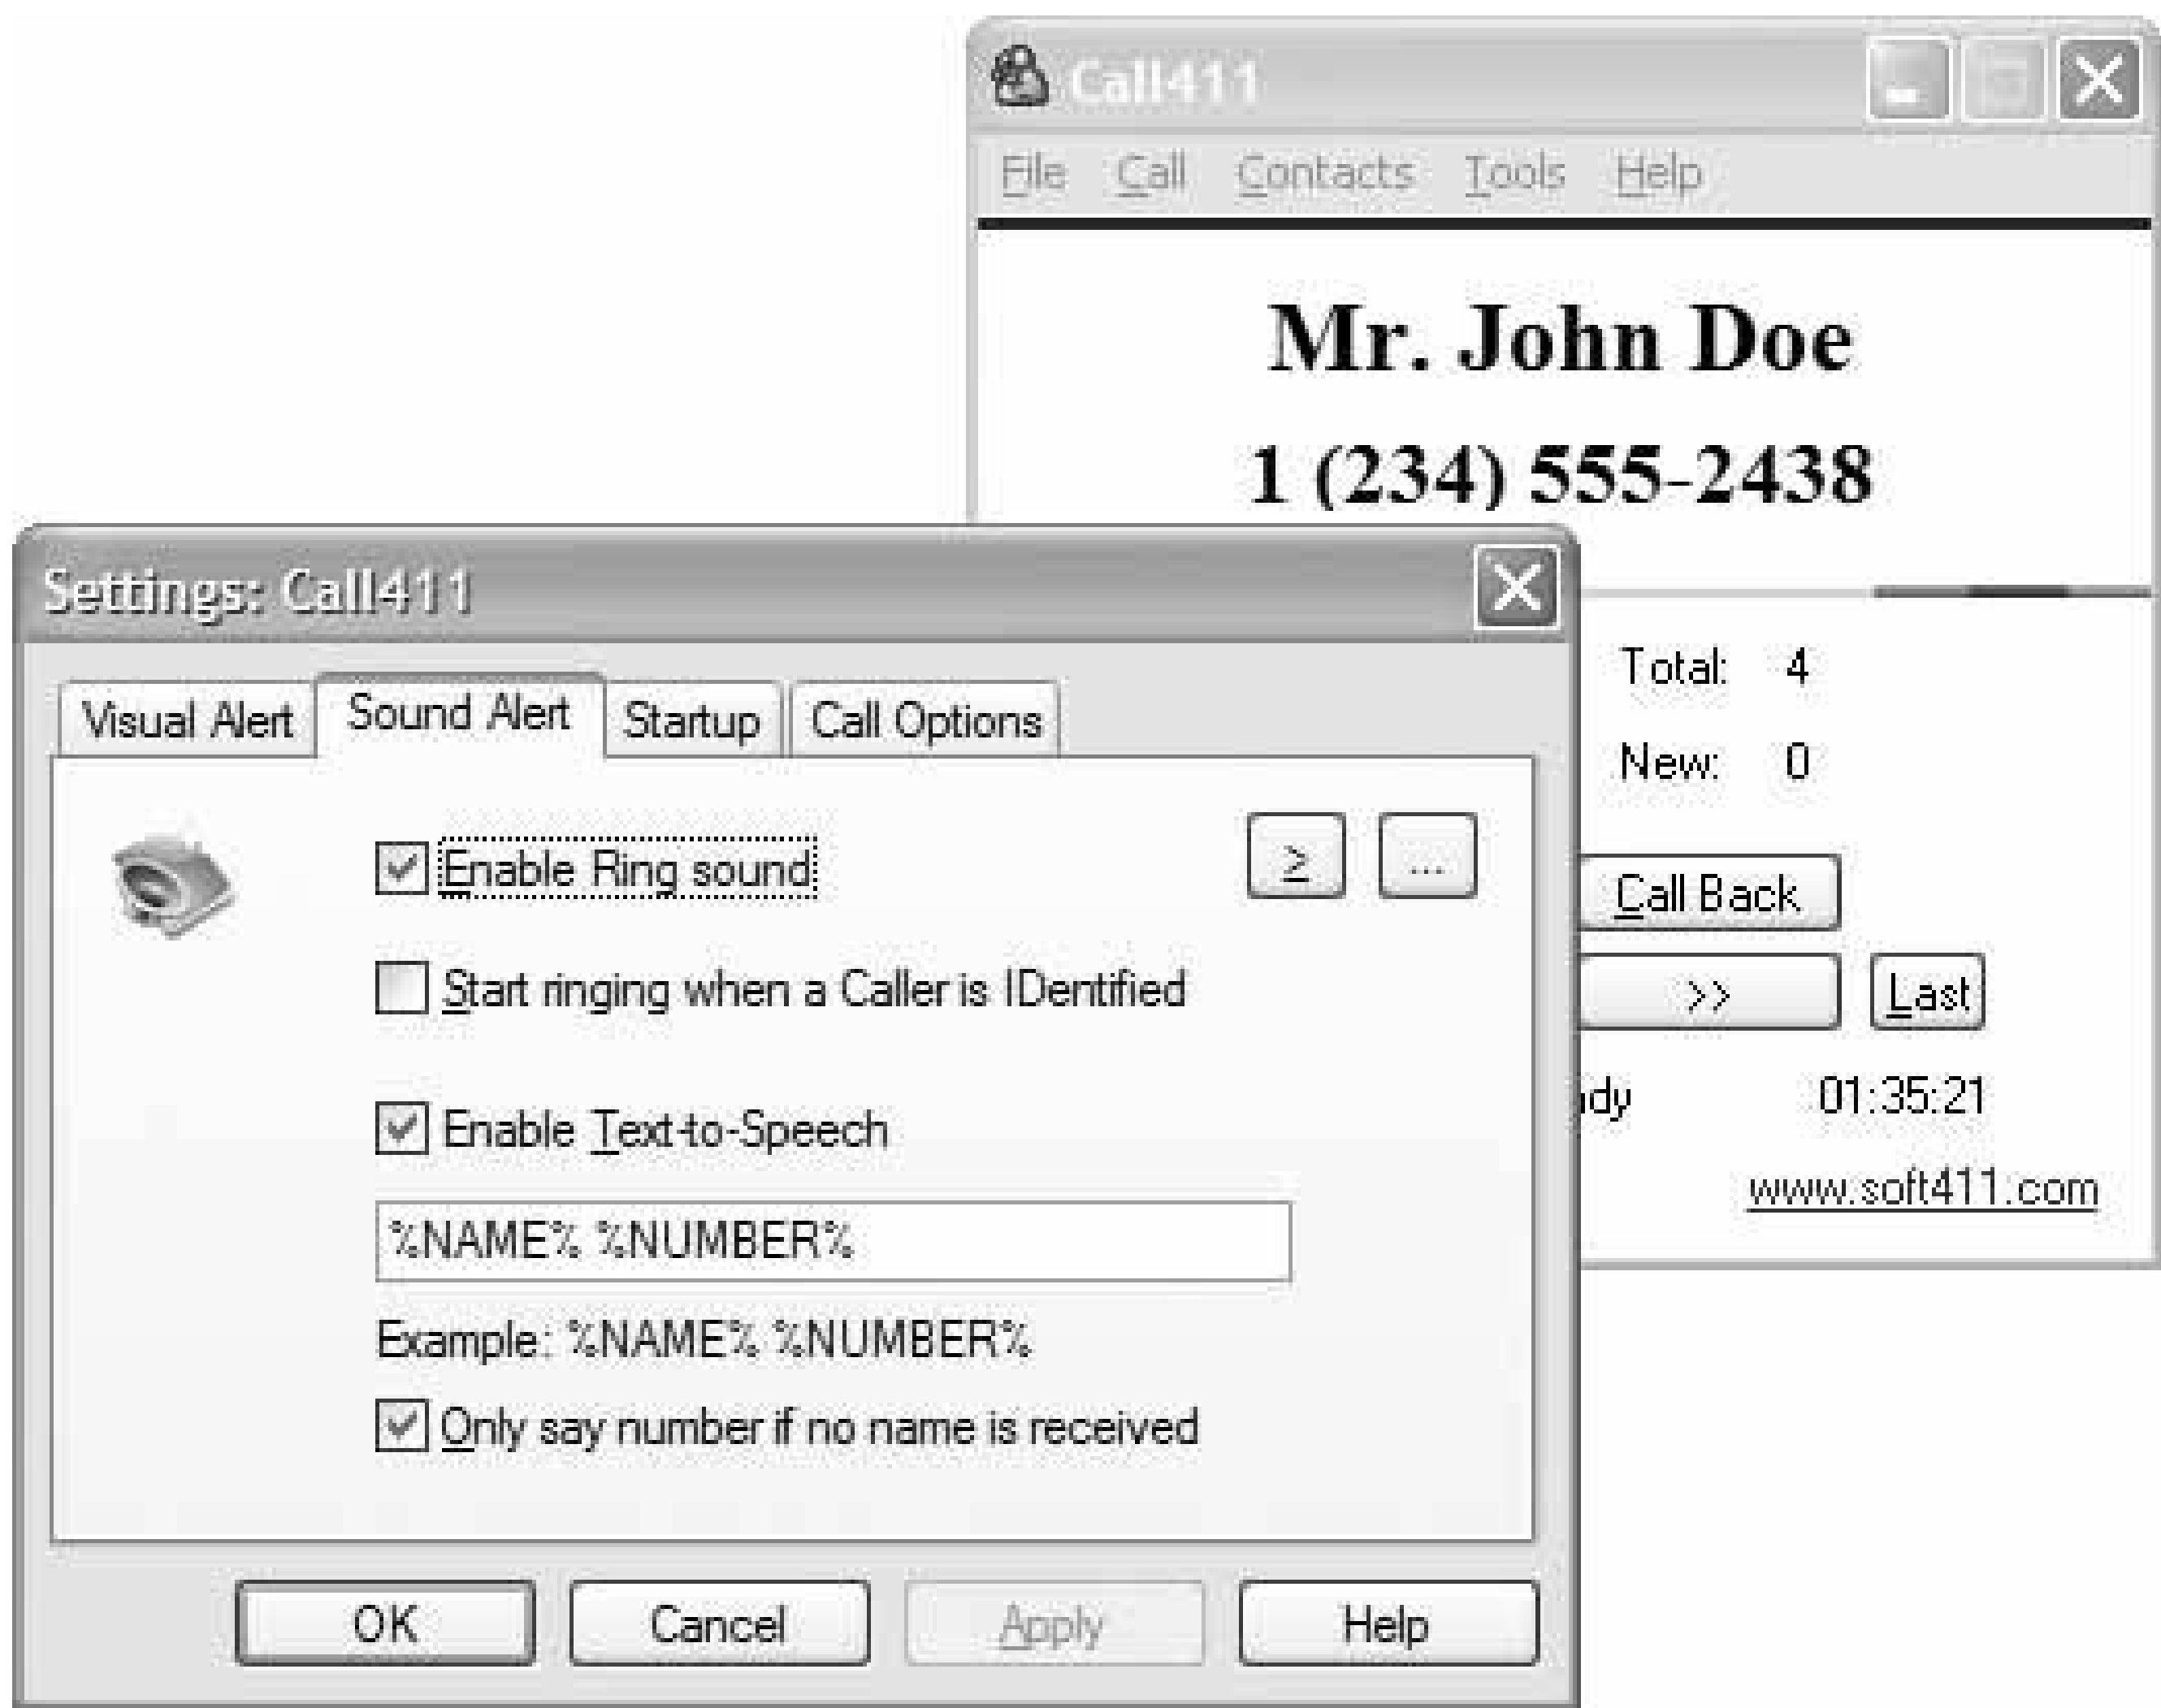 Call411
File Call Contacts Tools Help
Mr. John Doe
1 (234) 555-2438
Total: 4
New: 0
Call Back
>> Last
01:35:21
www.soft411.com
Settings: Call411
Visual Alert Sound Alert Startup Call Options
Enable Ring sound > ...
Start ringing when a Caller is IDentified
Enable Text-to-Speech
%NAME% %NUMBER%
Example: %NAME% %NUMBER%
Only say number if no name is received
OK Cancel Apply Help